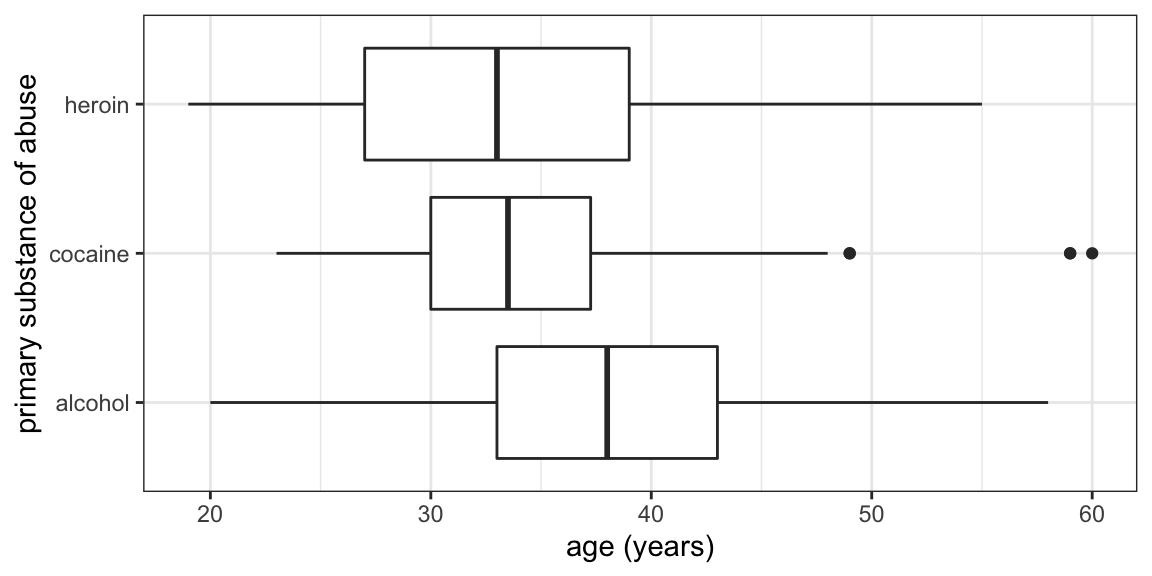 primary substance of abuse
heroin
cocaine
alcohol
20 30 40 50 60
age (years)